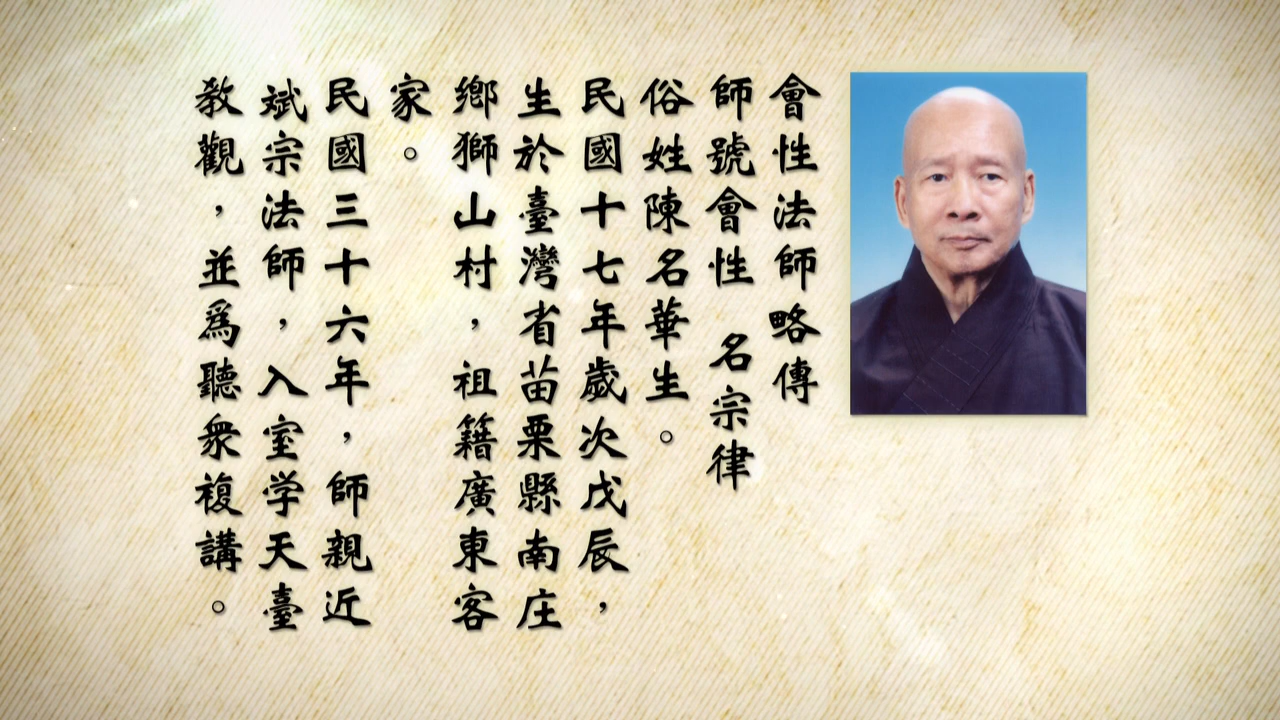 會性法師略傳
師號會性 名宗律
俗姓陳名華生。
民國十七年歲次戊辰，
生於臺灣省苗栗縣南庄
鄉獅山村，祖籍廣東客
家。
民國三十六年，師親近
斌宗法師，入室学天臺
教觀，並爲聽衆複講。